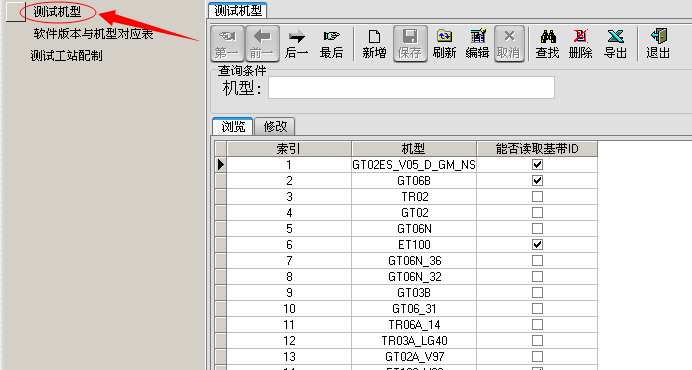 测试机型
软件版本与机型对应表
测试工站配制
测试机型
第一 前一 后一 最后 新增 保存 刷新 编辑 取消 查找 删除 导出 退出
查询条件
机型:
浏览 修改
索引 机型 能否读取基带ID
1 GT02ES_V05_D_GM_NS
2 GT06B
3 TR02
4 GT02
5 GT06N
6 ET100
7 GT06N_36
8 GT06N_32
9 GT03B
10 GT06_31
11 TR06A_14
12 TR03A_LG40
13 GT02A_V97